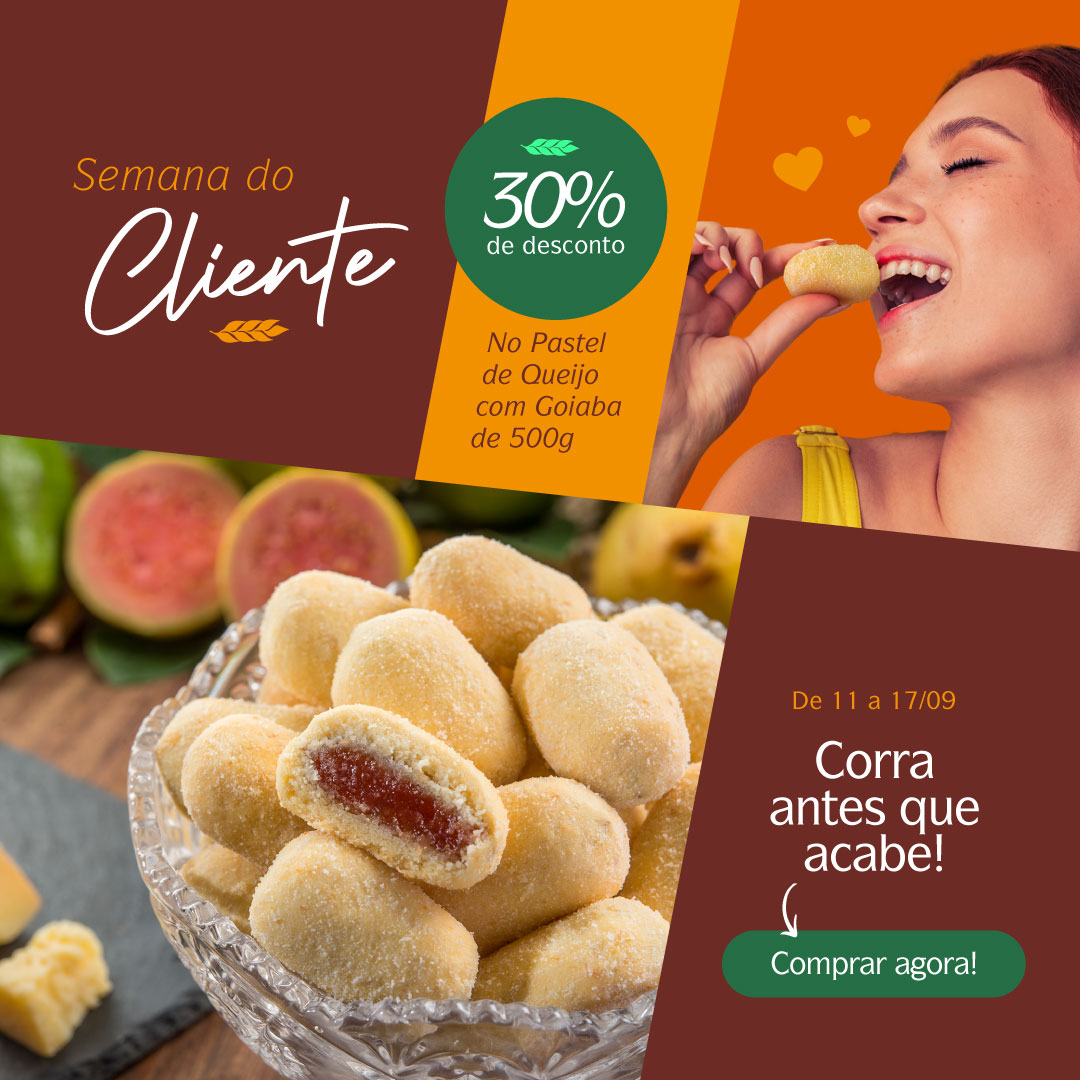 Semana do
Cliente
30%
de desconto
No Pastel
de Queijo
com Goiaba
de 500g
De 11 a 17/09
Corra
antes que
acabe!
Comprar agora!